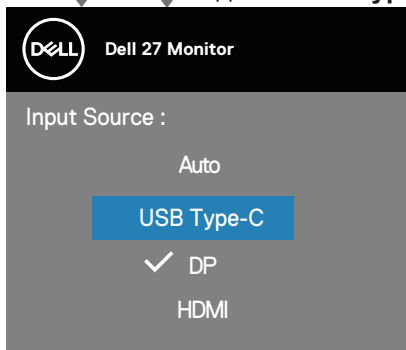 DELL Dell 27 Monitor
Input Source :
Auto
USB Type-C
DP
HDMI